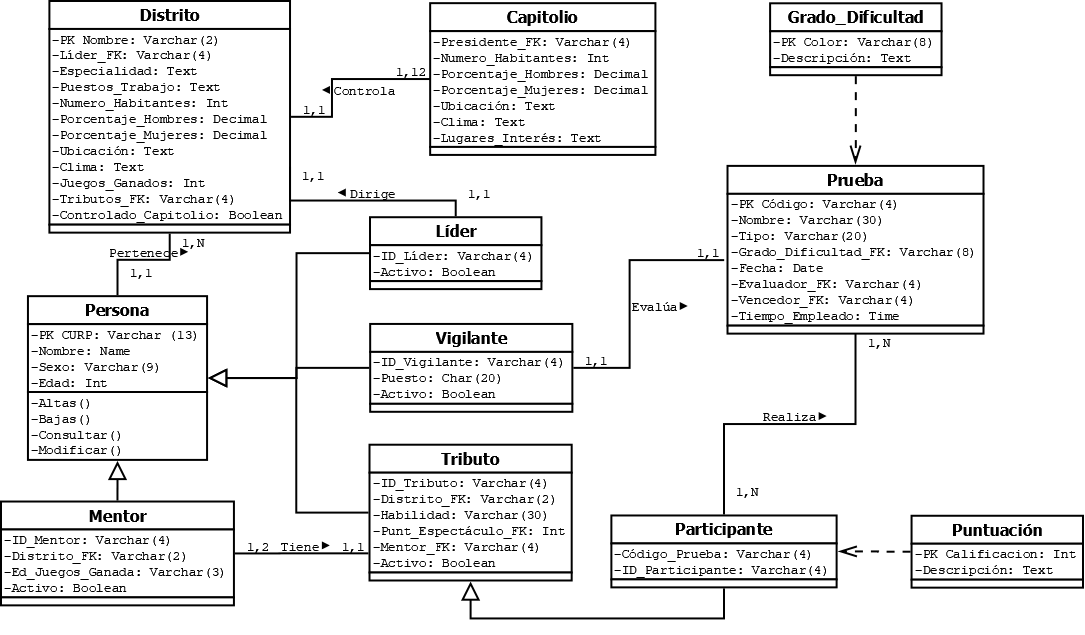 Distrito
-PK Nombre: Varchar(2)
-Líder_FK: Varchar(4)
-Especialidad: Text
-Puestos_Trabajo: Text
-Numero_Habitantes: Int
-Porcentaje_Hombres: Decimal
-Porcentaje_Mujeres: Decimal
-Ubicación: Text
-Clima: Text
-Juegos_Ganados: Int
-Tributos_FK: Varchar(4)
-Controlado_Capitolio: Boolean
Capitolio
-Presidente_FK: Varchar(4)
-Numero_Habitantes: Int
-Porcentaje_Hombres: Decimal
-Porcentaje_Mujeres: Decimal
-Ubicación: Text
-Clima: Text
-Lugares_Interés: Text
Grado_Dificultad
-PK Color: Varchar(8)
-Descripción: Text
1,12
◄Controla
1,1
1,1
◄Dirige
1,1
1,N
Pertenece►
1,1
Líder
-ID_Líder: Varchar(4)
-Activo: Boolean
Prueba
-PK Código: Varchar(4)
-Nombre: Varchar(30)
-Tipo: Varchar(20)
-Grado_Dificultad_FK: Varchar(8)
-Fecha: Date
-Evaluador_FK: Varchar(4)
-Vencedor_FK: Varchar(4)
-Tiempo_Empleado: Time
Persona
-PK CURP: Varchar (13)
-Nombre: Name
-Sexo: Varchar(9)
-Edad: Int
-Altas()
-Bajas()
-Consultar()
-Modificar()
Vigilante
-ID_Vigilante: Varchar(4)
-Puesto: Char(20)
-Activo: Boolean
1,1
Evalúa►
1,1
1,N
Realiza►
1,N
Tributo
-ID_Tributo: Varchar(4)
-Distrito_FK: Varchar(2)
-Habilidad: Varchar(30)
-Punt_Espectáculo_FK: Int
-Mentor_FK: Varchar(4)
-Activo: Boolean
Mentor
-ID_Mentor: Varchar(4)
-Distrito_FK: Varchar(2)
-Ed_Juegos_Ganada: Varchar(3)
-Activo: Boolean
1,2 Tiene► 1,1
Participante
-Código_Prueba: Varchar(4)
-ID_Participante: Varchar(4)
Puntuación
-PK Calificacion: Int
-Descripción: Text